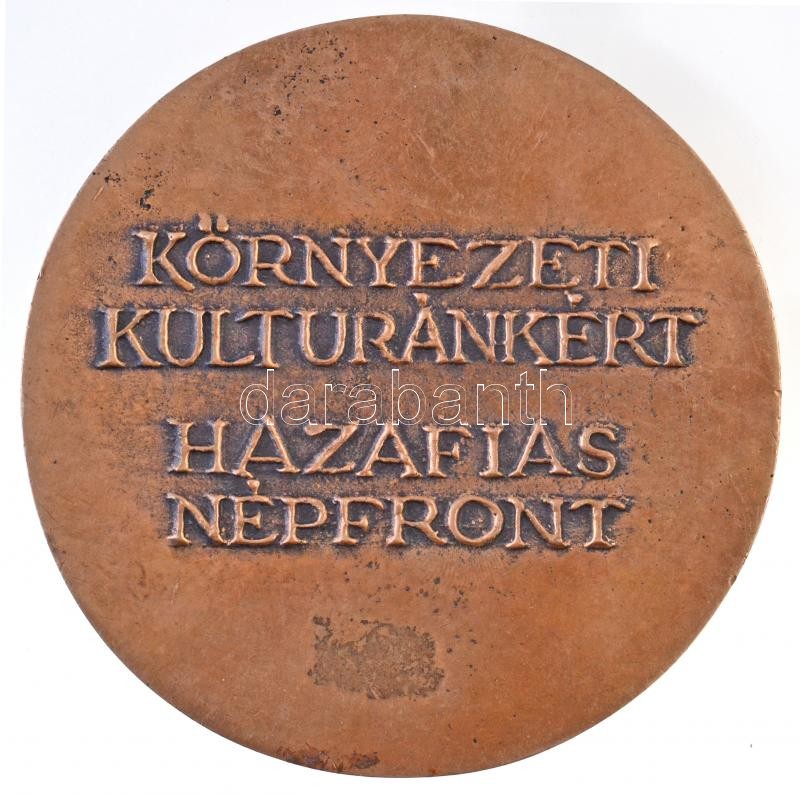 KÖRNYEZETI
KULTURÁNKÉRT
darabanth
HAZAFIAS
NÉPFRONT